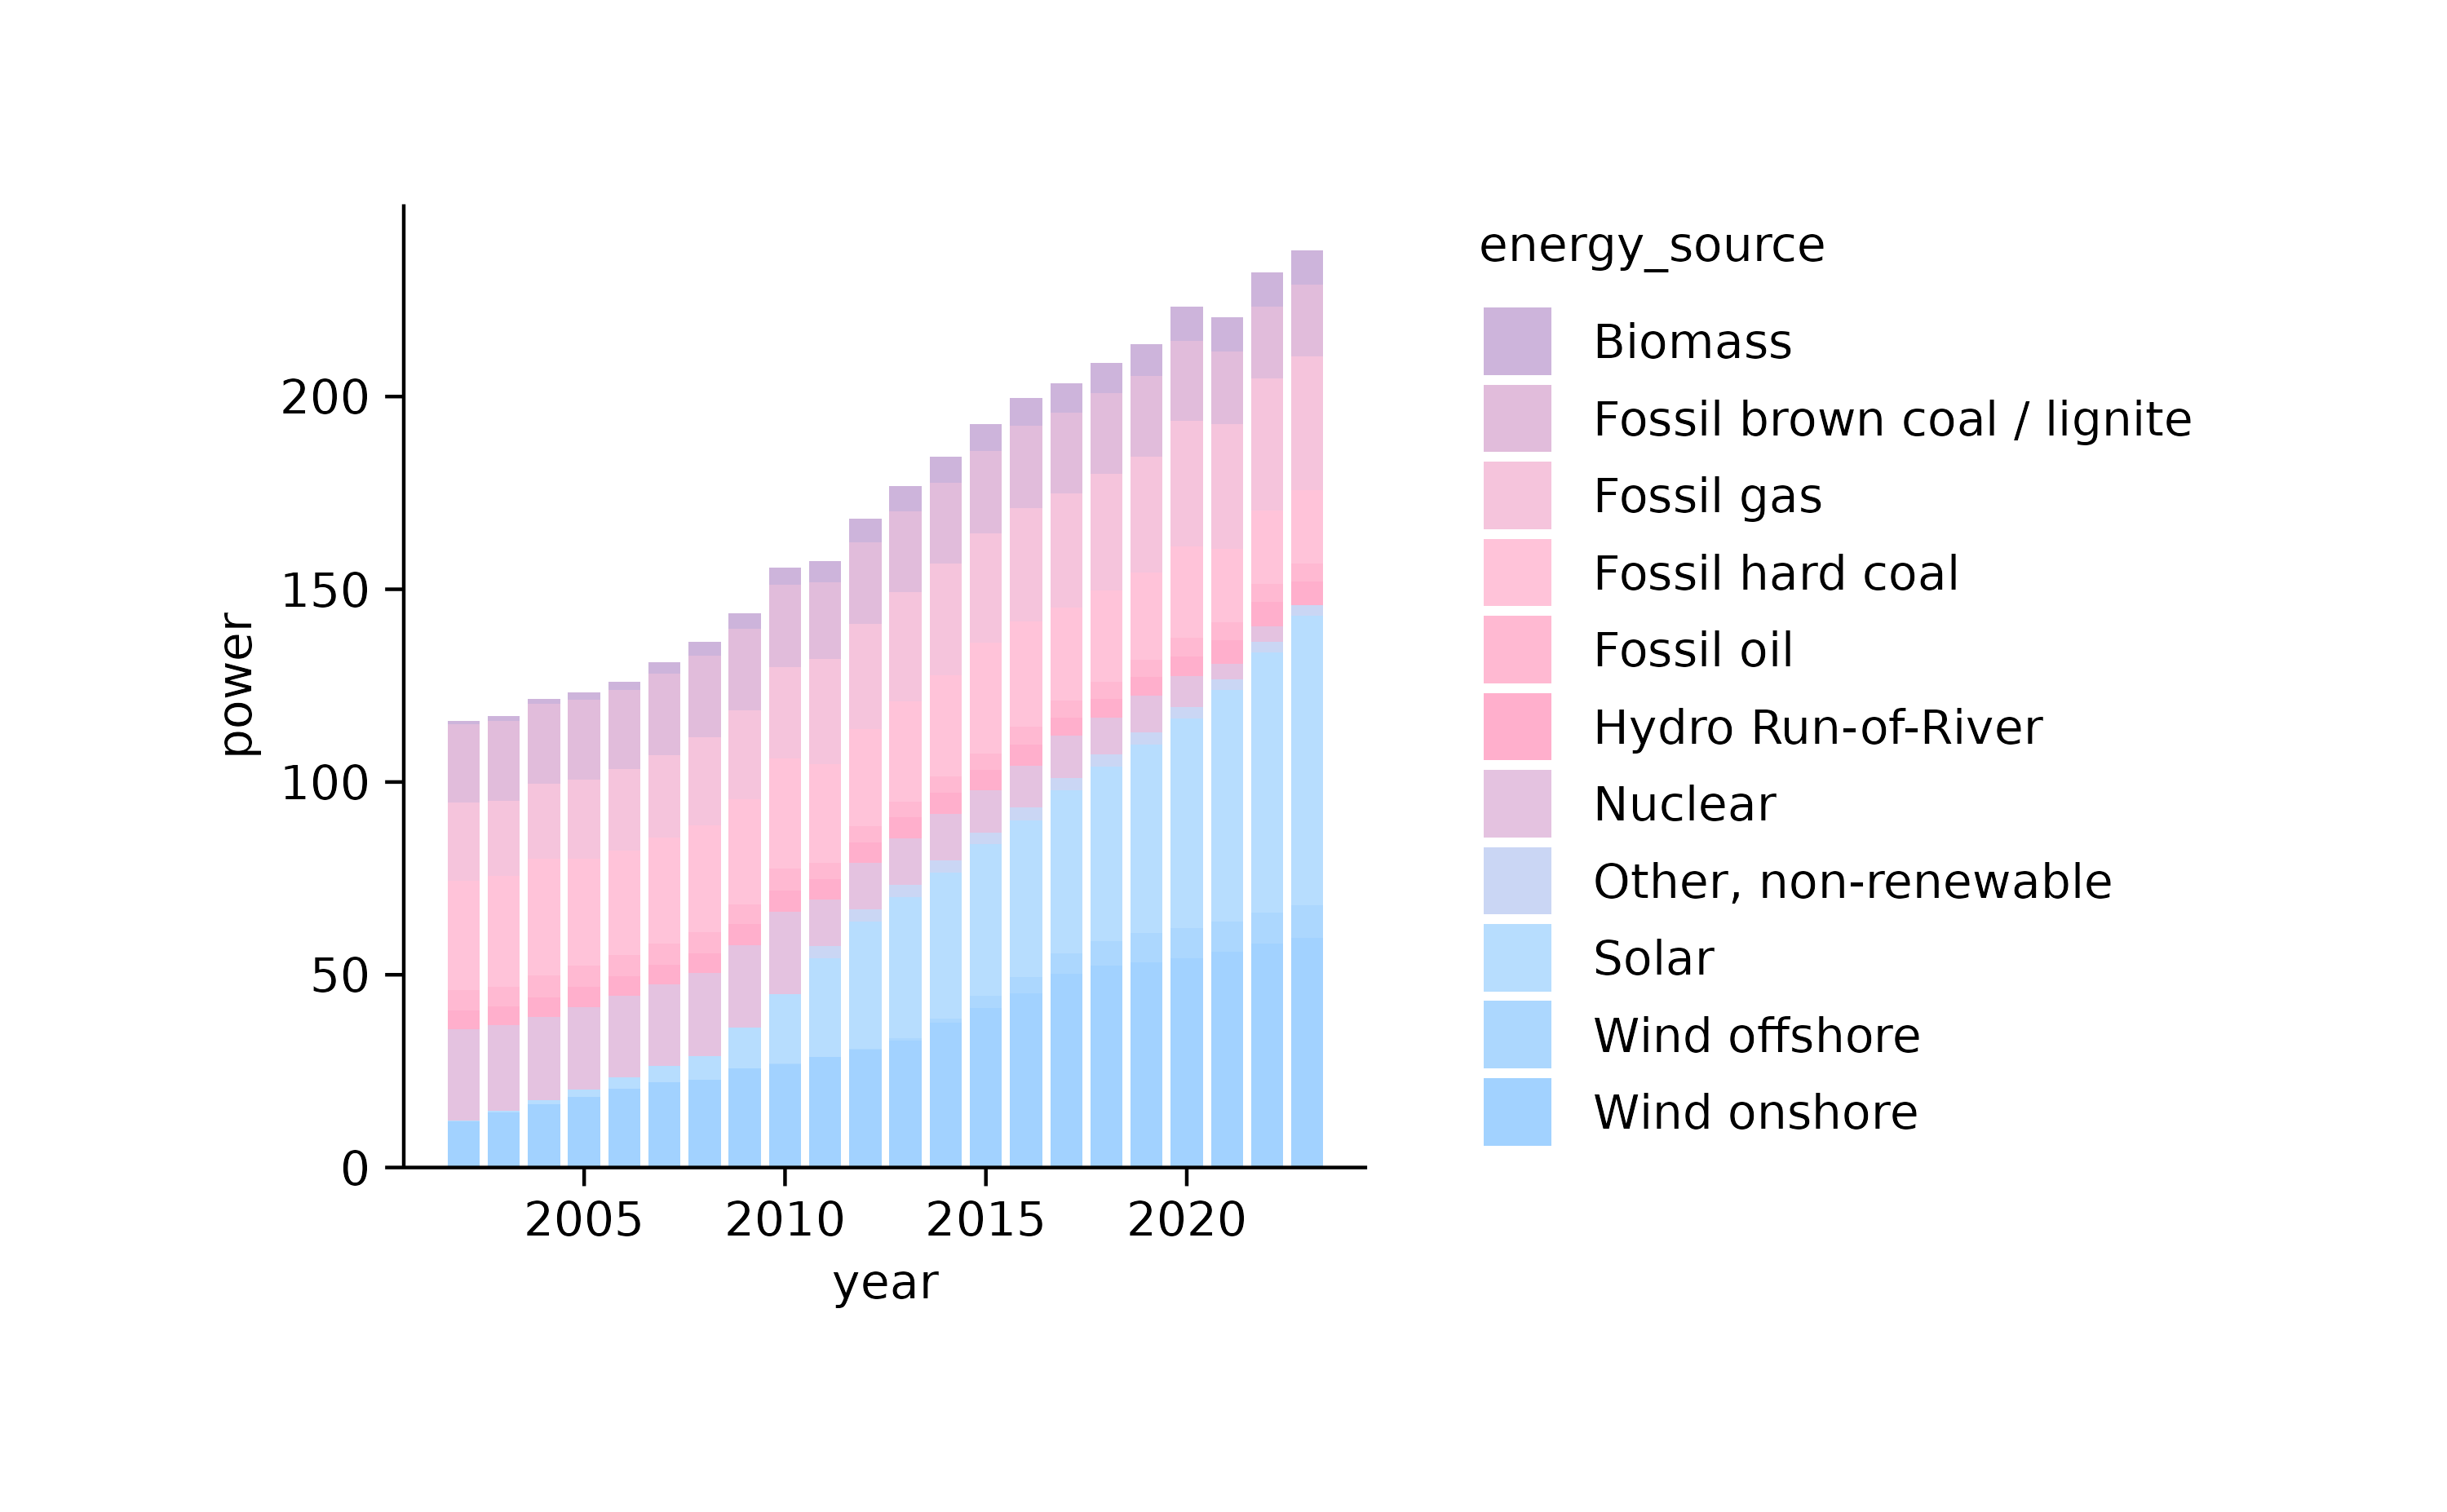 power
200
150
100
50
0
2005 2010 2015 2020
year
energy_source
Biomass
Fossil brown coal / lignite
Fossil gas
Fossil hard coal
Fossil oil
Hydro Run-of-River
Nuclear
Other, non-renewable
Solar
Wind offshore
Wind onshore